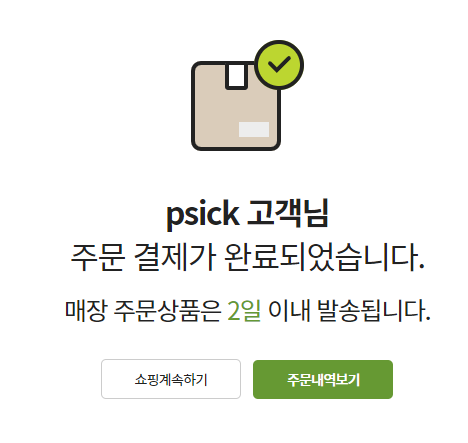 psick 고객님
주문 결제가 완료되었습니다.
매장 주문상품은 2일 이내 발송됩니다.
쇼핑계속하기
주문내역보기